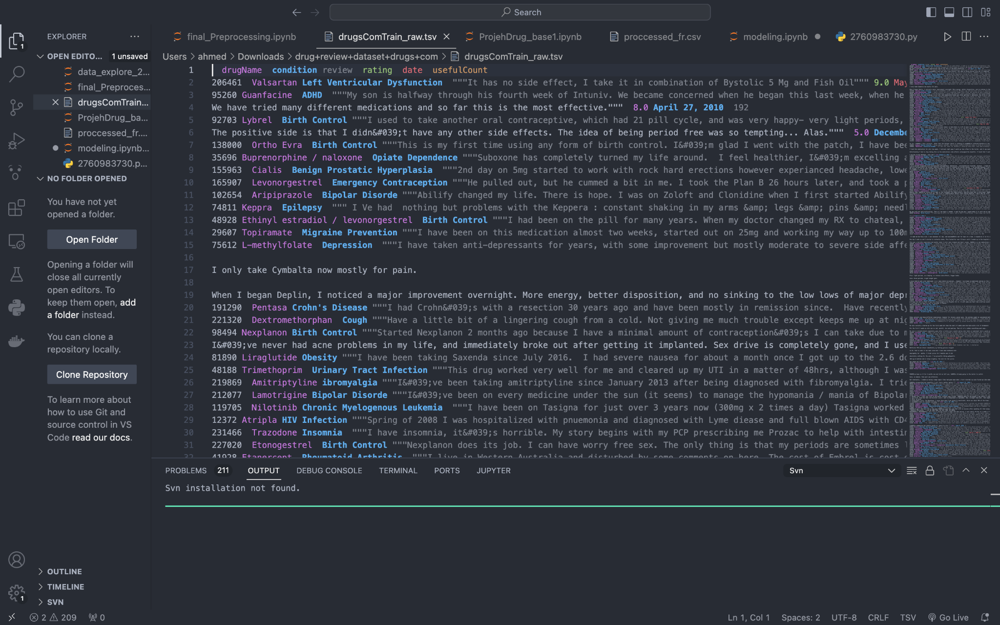 Search
EXPLORER
final_Preprocessing.ipynb
drugsComTrain_raw.tsv
ProjehDrug_base1.ipynb
proccessed_fr.csv
modeling.ipynb
2760983730.py
OPEN EDITO... 1 unsaved
data_explore_2...
final_Preproces...
drugsComTrain...
ProjehDrug_ba...
proccessed_fr....
modeling.ipynb...
2760983730.p...
NO FOLDER OPENED
You have not yet
opened a folder.
Open Folder
Opening a folder will
close all currently
open editors. To
keep them open, add
a folder instead.
You can clone a
repository locally.
Clone Repository
To learn more about
how to use Git and
source control in VS
Code read our docs.
OUTLINE
TIMELINE
SVN
Users > ahmed > Downloads > drug+review+dataset+drugs+com > drugsComTrain_raw.tsv
1 drugName condition review rating date usefulCount
2 206461 Valsartan Left Ventricular Dysfunction """It has no side effect, I take it in combination of Bystolic 5 Mg and Fish Oil""" 9.0 May
3 95260 Guanfacine ADHD """My son is halfway through his fourth week of Intuniv. We became concerned when he began this last week, when he
4 We have tried many different medications and so far this is the most effective.""" 8.0 April 27, 2010 192
5 92703 Lybrel Birth Control """I used to take another oral contraceptive, which had 21 pill cycle, and was very happy- very light periods,
6 The positive side is that I didn&#039;t have any other side effects. The idea of being period free was so tempting... Alas.""" 5.0 Decembe
7 138000 Ortho Evra Birth Control """This is my first time using any form of birth control. I&#039;m glad I went with the patch, I have bee
8 35696 Buprenorphine / naloxone Opiate Dependence """Suboxone has completely turned my life around.  I feel healthier, I&#039;m excelling a
9 155963 Cialis Benign Prostatic Hyperplasia """2nd day on 5mg started to work with rock hard erections however experianced headache, lowe
10 165907 Levonorgestrel Emergency Contraception """He pulled out, but he cummed a bit in me. I took the Plan B 26 hours later, and took a p
11 102654 Aripiprazole Bipolar Disorde """Abilify changed my life. There is hope. I was on Zoloft and Clonidine when I first started Abilify
12 74811 Keppra Epilepsy """ I Ve had  nothing but problems with the Keppera : constant shaking in my arms &amp; legs &amp; pins &amp; needl
13 48928 Ethinyl estradiol / levonorgestrel Birth Control """I had been on the pill for many years. When my doctor changed my RX to chateal,
14 29607 Topiramate Migraine Prevention """I have been on this medication almost two weeks, started out on 25mg and working my way up to 100m
15 75612 L-methylfolate Depression """I have taken anti-depressants for years, with some improvement but mostly moderate to severe side affe
16
17 I only take Cymbalta now mostly for pain.
18
19 When I began Deplin, I noticed a major improvement overnight. More energy, better disposition, and no sinking to the low lows of major depr
20 191290 Pentasa Crohn's Disease """I had Crohn&#039;s with a resection 30 years ago and have been mostly in remission since.  Have recently
21 221320 Dextromethorphan Cough """Have a little bit of a lingering cough from a cold. Not giving me much trouble except keeps me up at nig
22 98494 Nexplanon Birth Control """Started Nexplanon 2 months ago because I have a minimal amount of contraception&#039;s I can take due to m
23 I&#039;ve never had acne problems in my life, and immediately broke out after getting it implanted. Sex drive is completely gone, and I use
24 81890 Liraglutide Obesity """I have been taking Saxenda since July 2016.  I had severe nausea for about a month once I got up to the 2.6 do
25 48188 Trimethoprim Urinary Tract Infection """This drug worked very well for me and cleared up my UTI in a matter of 48hrs, although I was
26 219869 Amitriptyline ibromyalgia """I&#039;ve been taking amitriptyline since January 2013 after being diagnosed with fibromyalgia. I trie
27 212077 Lamotrigine Bipolar Disorde """I&#039;ve been on every medicine under the sun (it seems) to manage the hypomania / mania of Bipolar
28 119705 Nilotinib Chronic Myelogenous Leukemia """I have been on Tasigna for just over 3 years now (300mg x 2 times a day) Tasigna worked
29 12372 Atripla HIV Infection """Spring of 2008 I was hospitalized with pnuemonia and diagnosed with Lyme diease and full blown AIDS with CD4
30 231466 Trazodone Insomnia """I have insomnia, it&#039;s horrible. My story begins with my PCP prescribing me Prozac to help with intestin
31 227020 Etonogestrel Birth Control """Nexplanon does its job. I can have worry free sex. The only thing is that my periods are sometimes l
32 41928 Etanercept Rheumatoid Arthritis """I live in Western Australia and disturbed by some comments on here. The cost of Enbrel is cost
PROBLEMS 211 OUTPUT DEBUG CONSOLE TERMINAL PORTS JUPYTER Svn
Svn installation not found.
2 209 0 Ln 1, Col 1 Spaces: 2 UTF-8 CRLF TSV Go Live